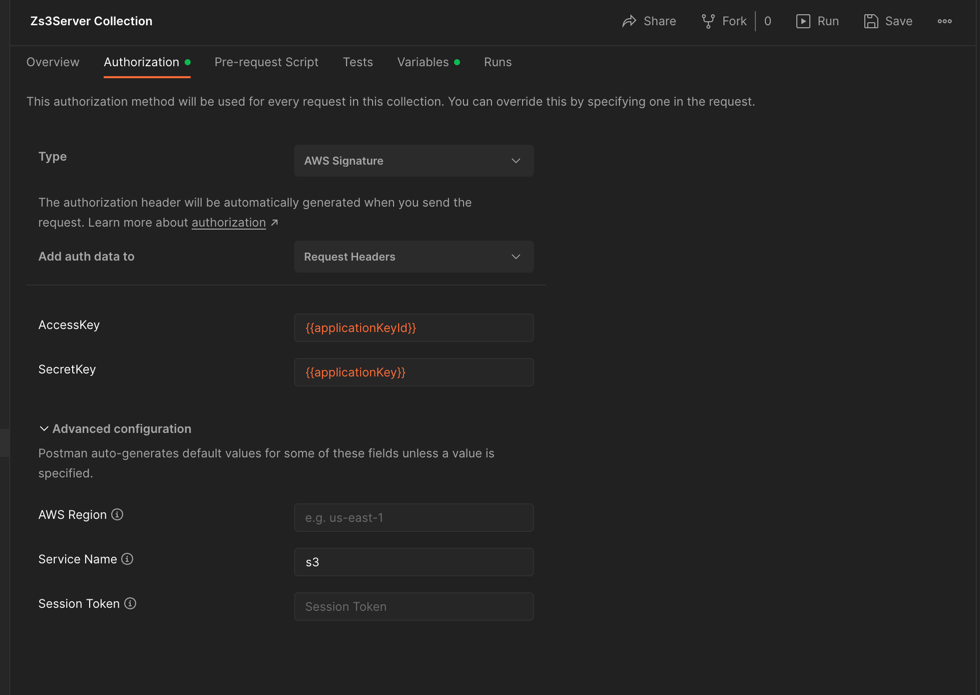 Zs3Server Collection
Share
Fork
0
Run
Save
Overview
Authorization
Pre-request Script
Tests
Variables
Runs
This authorization method will be used for every request in this collection. You can override this by specifying one in the request.
Type
AWS Signature
The authorization header will be automatically generated when you send the
request. Learn more about authorization ↗
Add auth data to
Request Headers
AccessKey
{{applicationKeyId}}
SecretKey
{{applicationKey}}
Advanced configuration
Postman auto-generates default values for some of these fields unless a value is
specified.
AWS Region
e.g. us-east-1
Service Name
s3
Session Token
Session Token